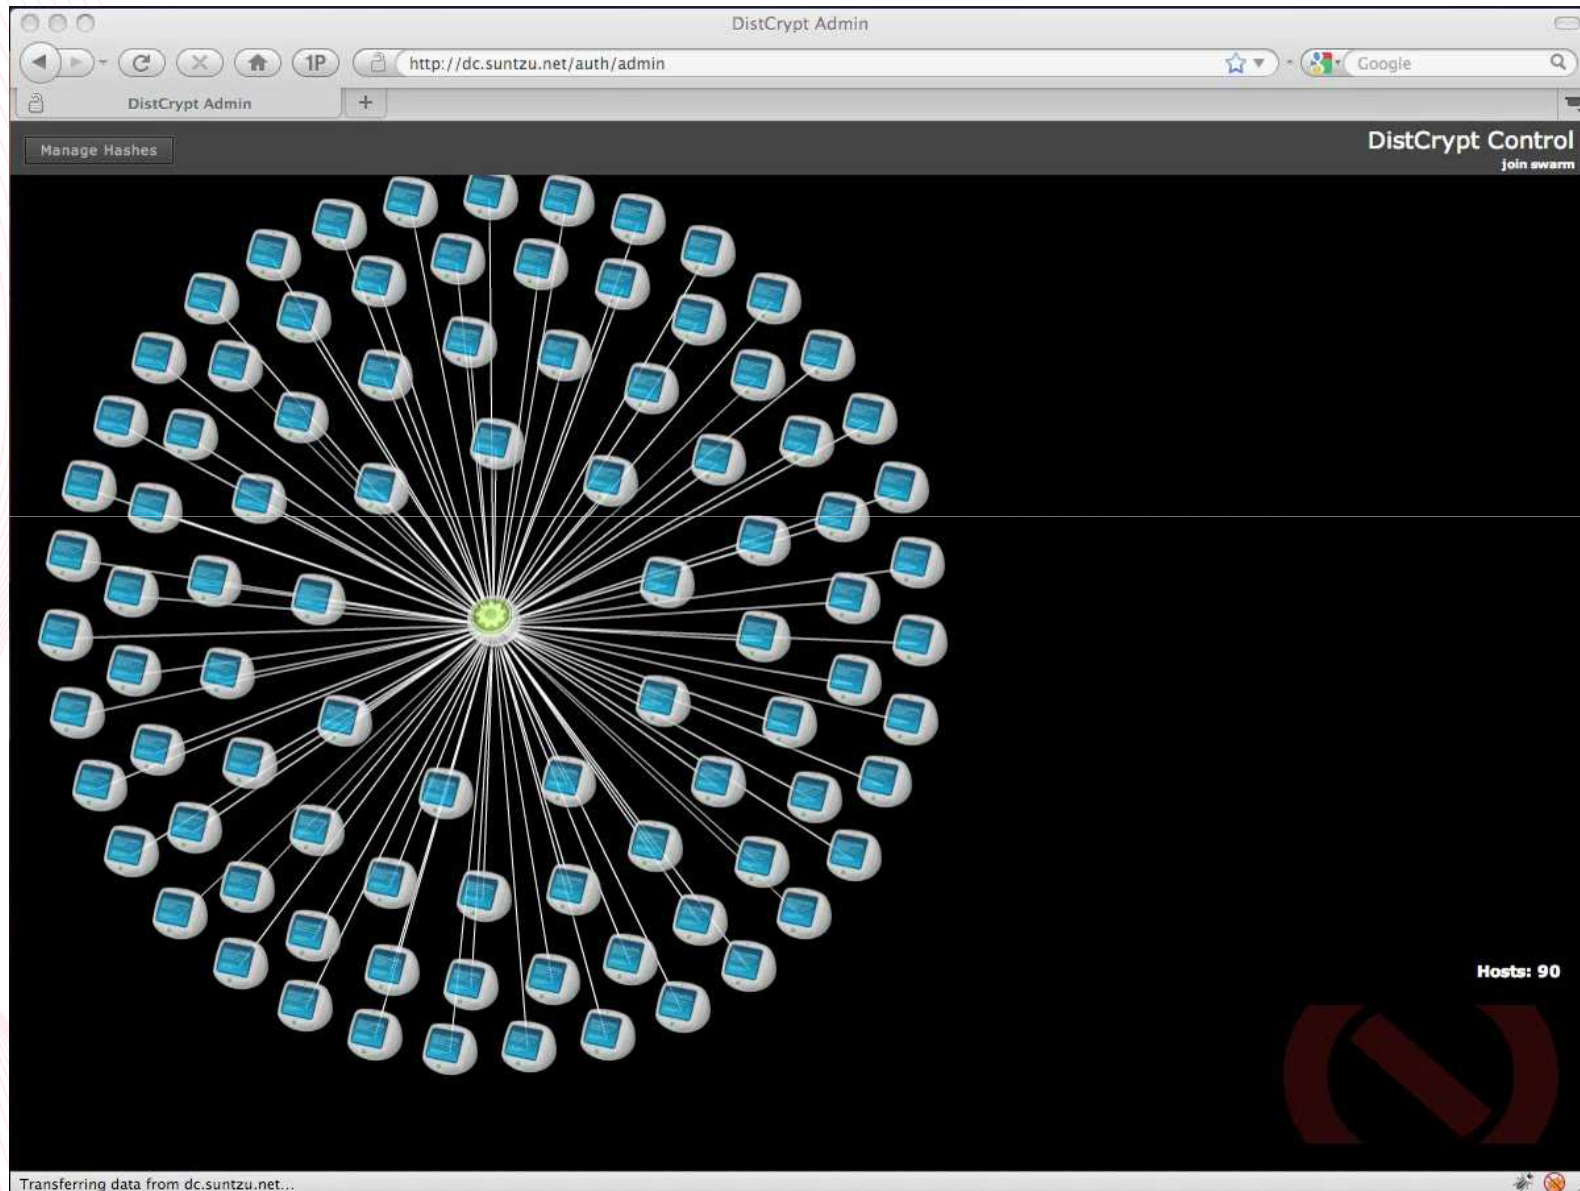 DistCrypt Admin
1P
http://dc.suntzu.net/auth/admin
Google
DistCrypt Admin
+
Manage Hashes
DistCrypt Control
join swarm
Hosts: 90
Transferring data from dc.suntzu.net...